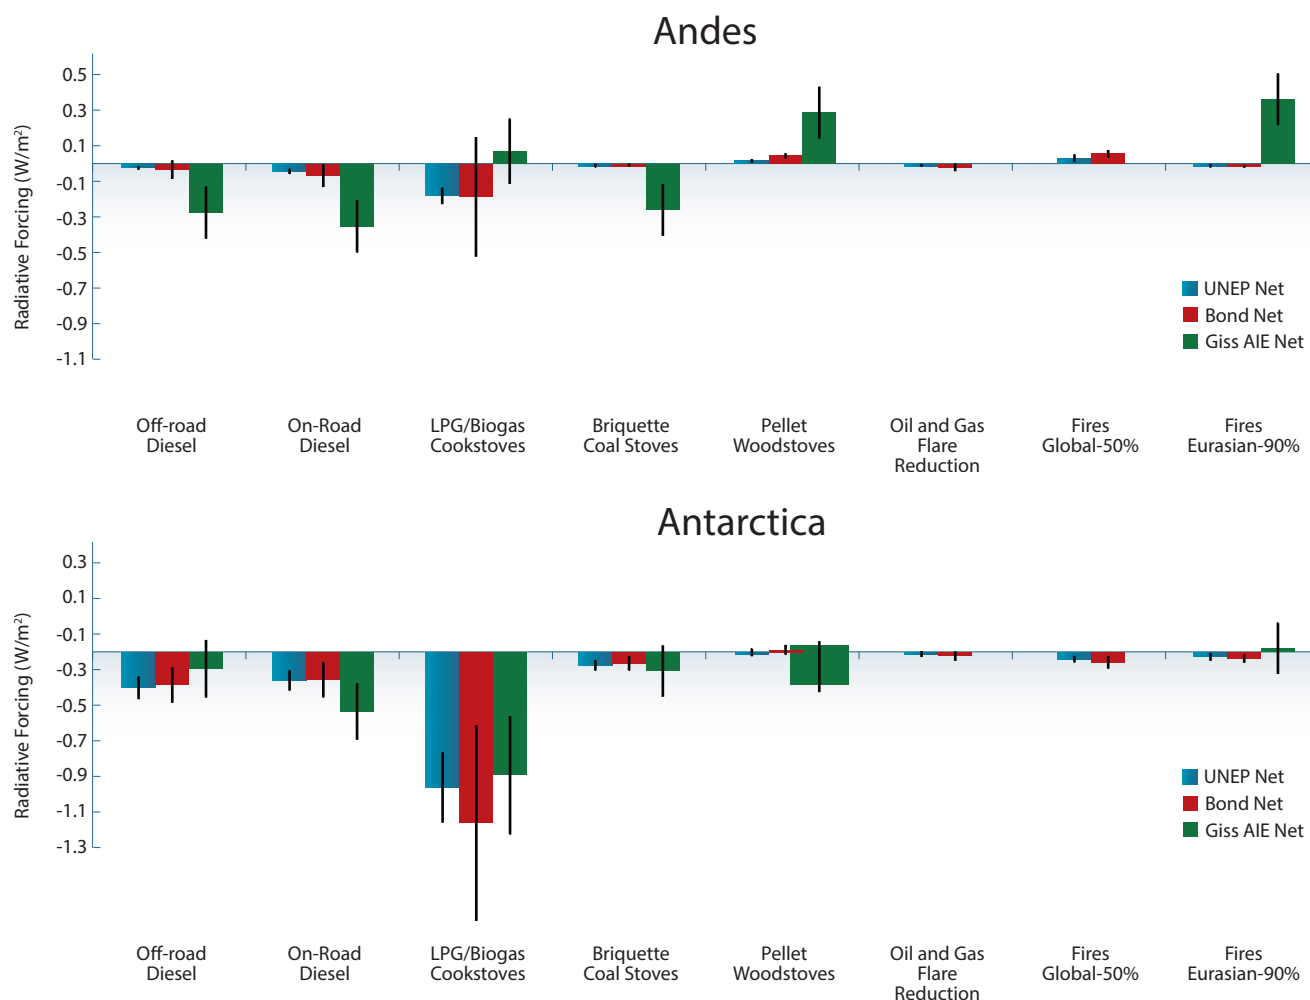 Andes
Radiative Forcing (W/m²)
0.5
0.3
0.1
-0.1
-0.3
-0.5
-0.7
-0.9
-1.1
UNEP Net
Bond Net
Giss AIE Net
Off-road
Diesel
On-Road
Diesel
LPG/Biogas
Cookstoves
Briquette
Coal Stoves
Pellet
Woodstoves
Oil and Gas
Flare
Reduction
Fires
Global-50%
Fires
Eurasian-90%
Antarctica
Radiative Forcing (W/m²)
0.3
0.1
-0.1
-0.3
-0.5
-0.7
-0.9
-1.1
-1.3
UNEP Net
Bond Net
Giss AIE Net
Off-road
Diesel
On-Road
Diesel
LPG/Biogas
Cookstoves
Briquette
Coal Stoves
Pellet
Woodstoves
Oil and Gas
Flare
Reduction
Fires
Global-50%
Fires
Eurasian-90%